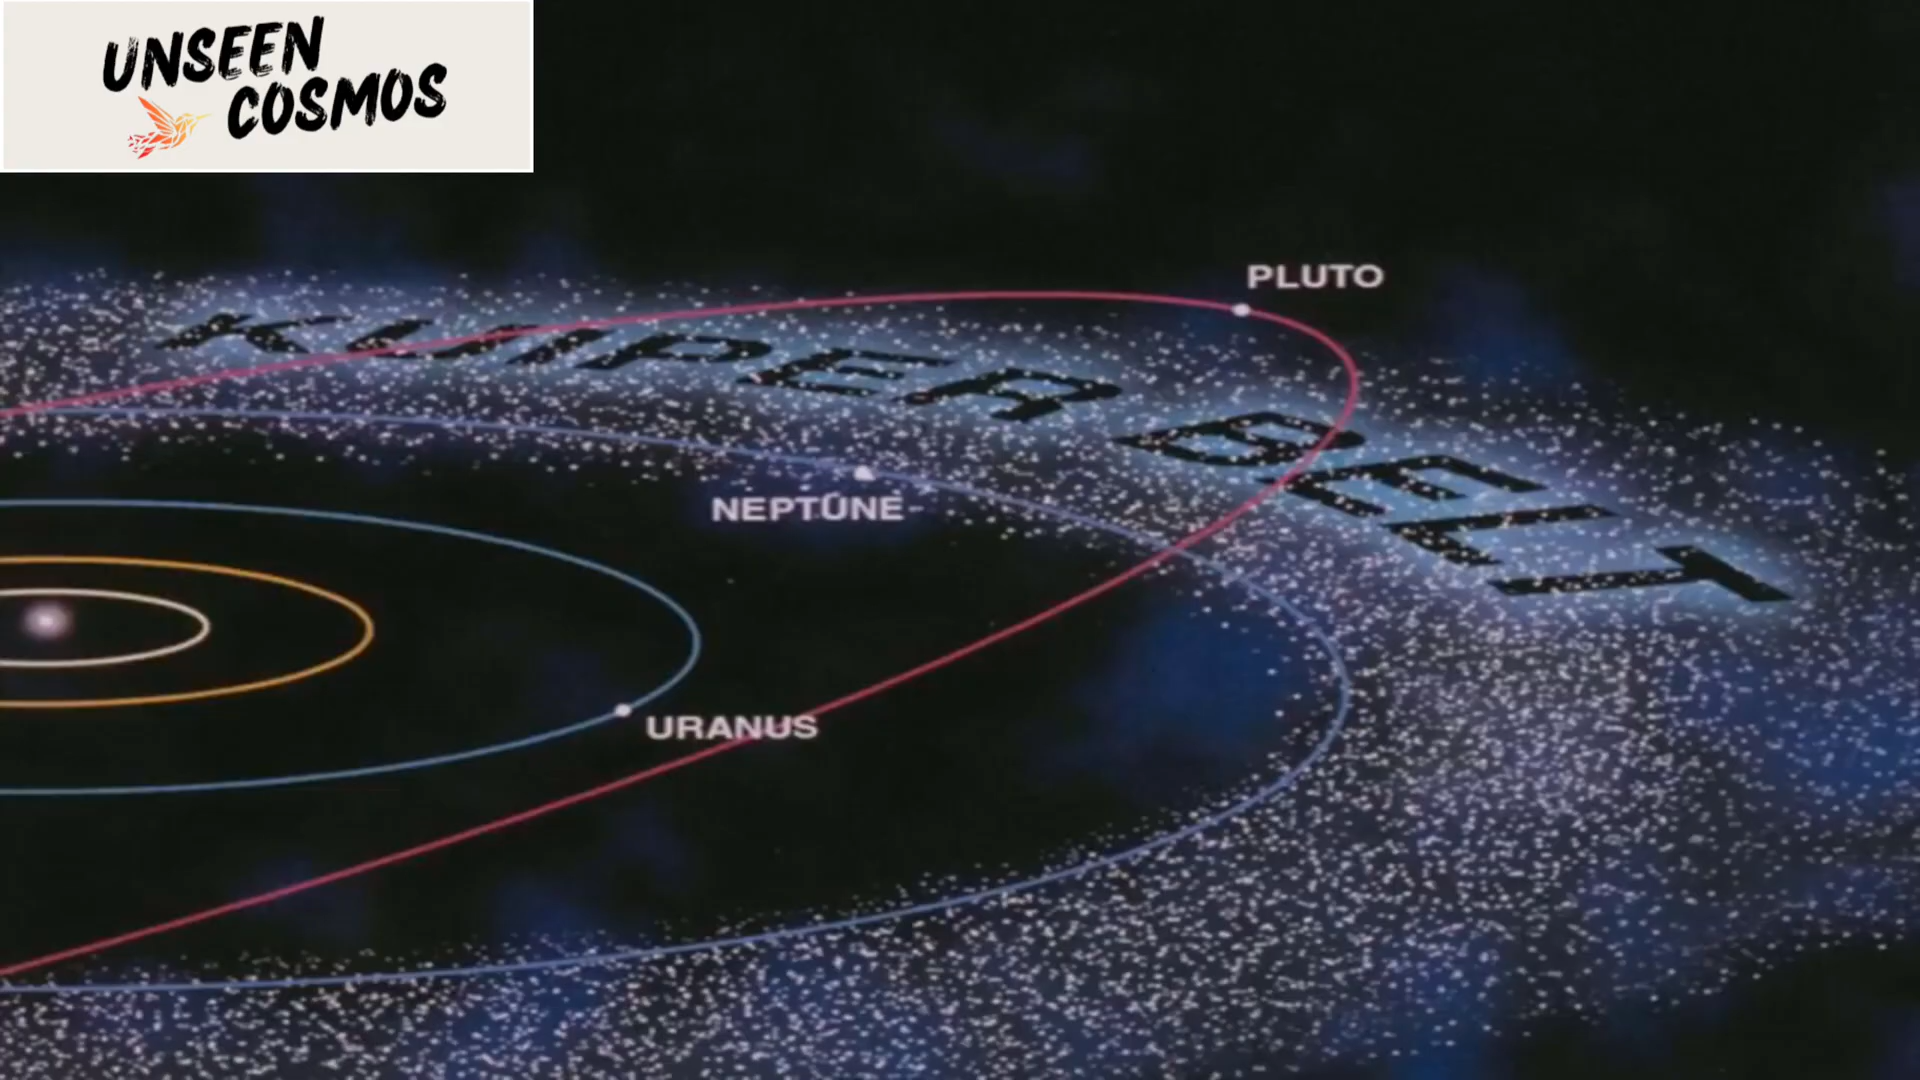 UNSEEN
COSMOS
PLUTO
KUIPER BELT
NEPTUNE
URANUS